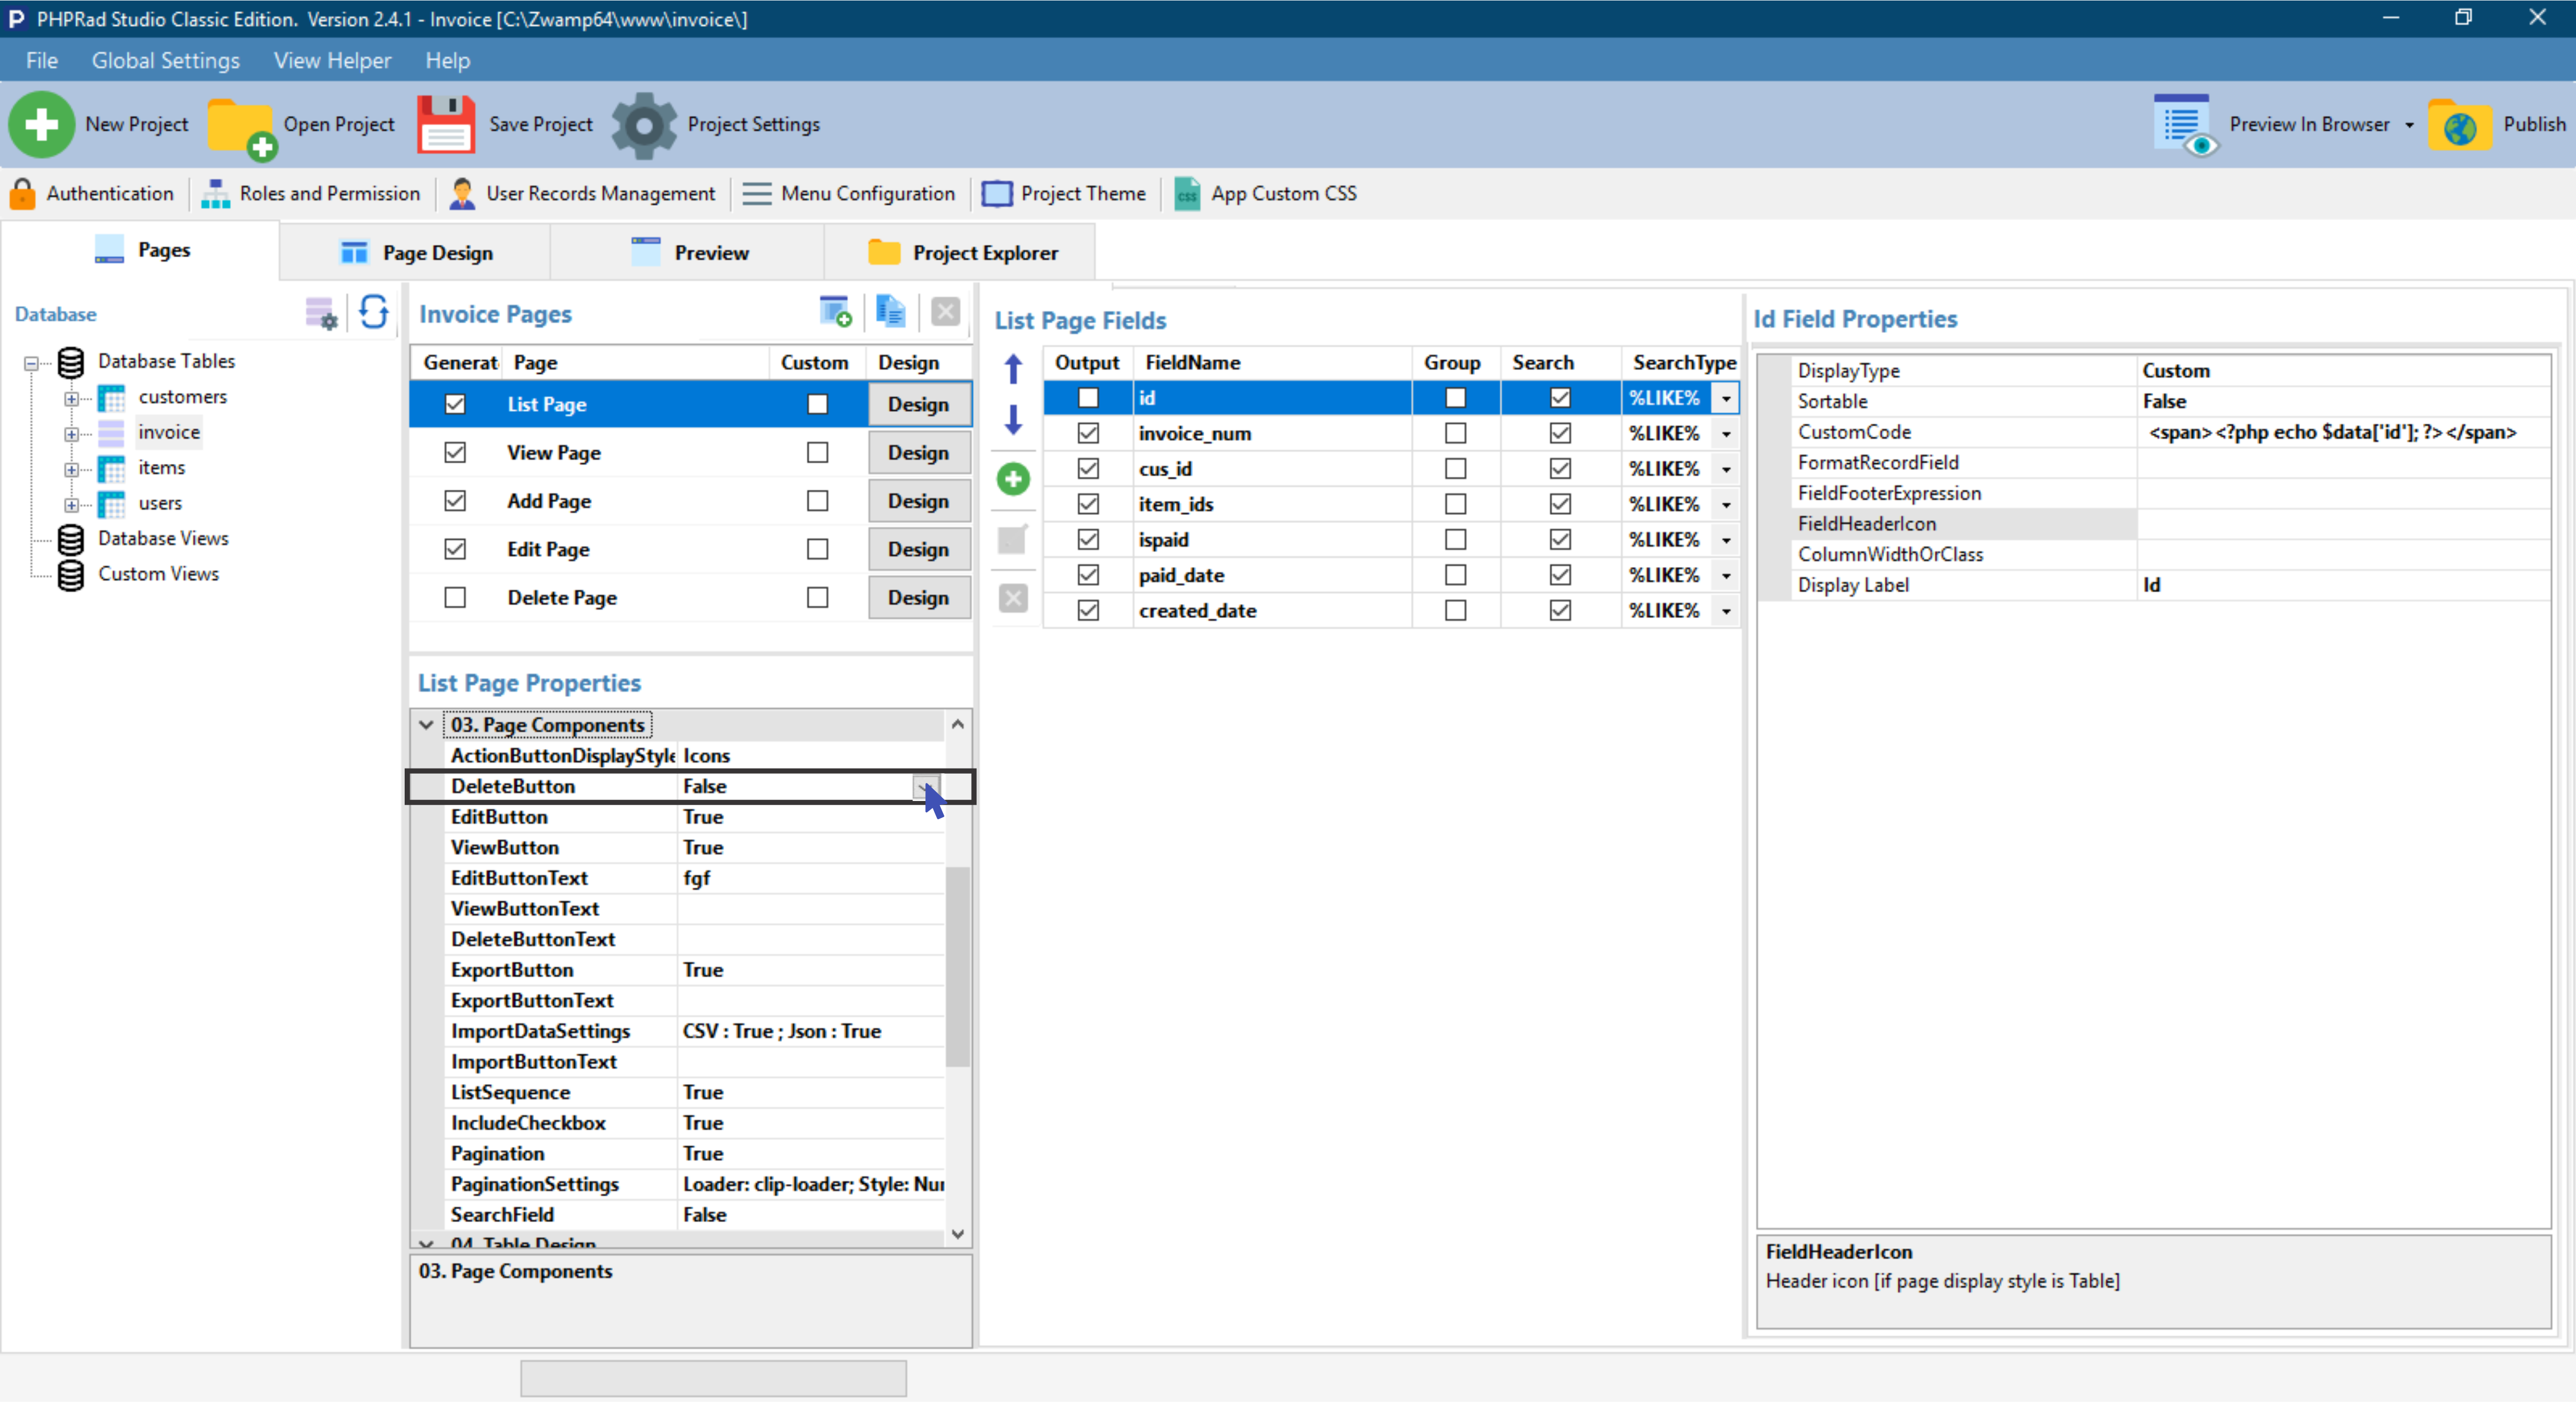 PHPRad Studio Classic Edition.  Version 2.4.1 - Invoice [C:\Zwamp64\www\invoice\]
File Global Settings View Helper Help
New Project Open Project Save Project Project Settings Preview In Browser Publish
Authentication Roles and Permission User Records Management Menu Configuration Project Theme css App Custom CSS
Pages Page Design Preview Project Explorer
Database
Database Tables
customers
invoice
items
users
Database Views
Custom Views
Invoice Pages
Generat Page Custom Design
List Page Design
View Page Design
Add Page Design
Edit Page Design
Delete Page Design
List Page Properties
03. Page Components
ActionButtonDisplayStyle Icons
DeleteButton False
EditButton True
ViewButton True
EditButtonText fgf
ViewButtonText
DeleteButtonText
ExportButton True
ExportButtonText
ImportDataSettings CSV : True ; Json : True
ImportButtonText
ListSequence True
IncludeCheckbox True
Pagination True
PaginationSettings Loader: clip-loader; Style: Nu
SearchField False
04. Table Design
03. Page Components
List Page Fields
Output FieldName Group Search SearchType
id %LIKE%
invoice_num %LIKE%
cus_id %LIKE%
item_ids %LIKE%
ispaid %LIKE%
paid_date %LIKE%
created_date %LIKE%
Id Field Properties
DisplayType Custom
Sortable False
CustomCode <span><?php echo $data['id']; ?></span>
FormatRecordField
FieldFooterExpression
FieldHeaderIcon
ColumnWidthOrClass
Display Label Id
FieldHeaderIcon
Header icon [if page display style is Table]